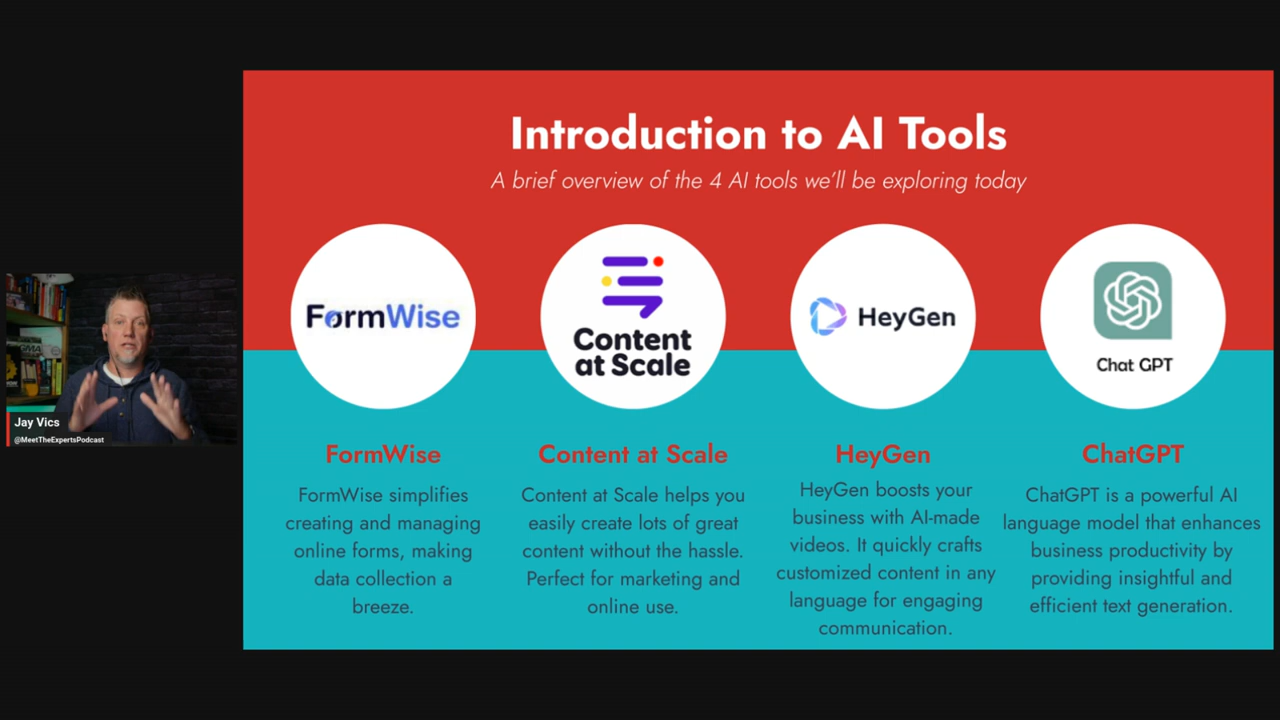 Introduction to AI Tools
A brief overview of the 4 AI tools we'll be exploring today
FormWise
Content
at Scale
HeyGen
Chat GPT
FormWise
FormWise simplifies
creating and managing
online forms, making
data collection a
breeze.
Content at Scale
Content at Scale helps you
easily create lots of great
content without the hassle.
Perfect for marketing and
online use.
HeyGen
HeyGen boosts your
business with AI-made
videos. It quickly crafts
customized content in any
language for engaging
communication.
ChatGPT
ChatGPT is a powerful AI
language model that enhances
business productivity by
providing insightful and
efficient text generation.
Jay Vics
@MeetTheExpertsPodcast